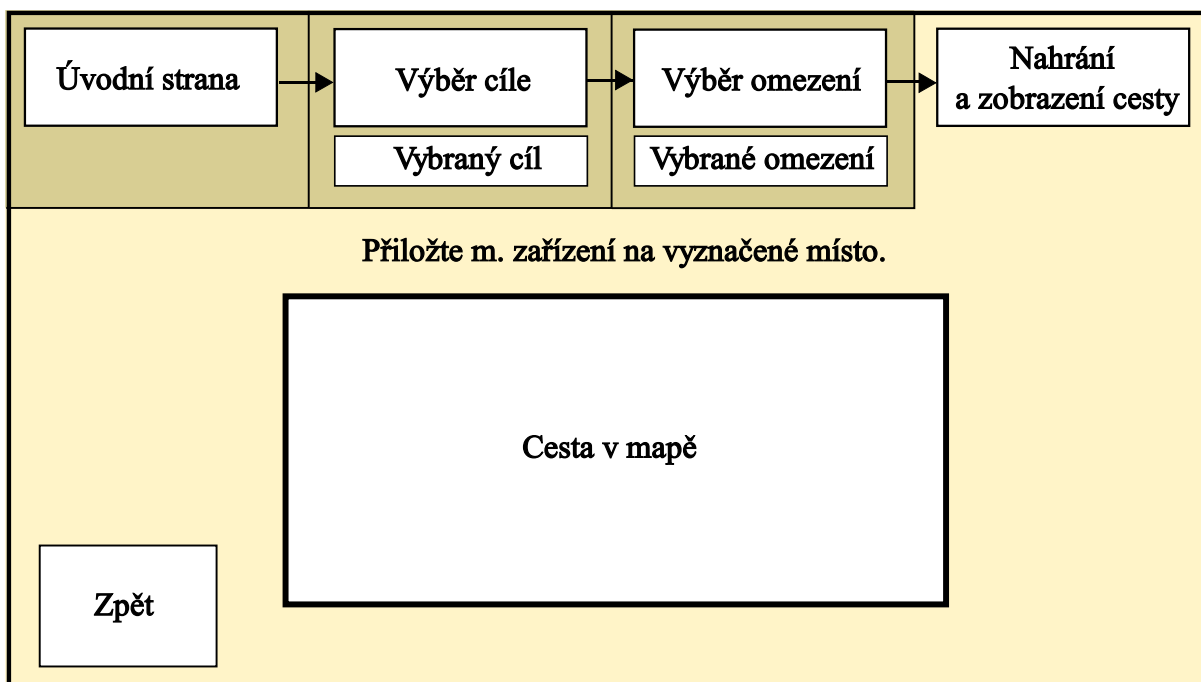 Úvodní strana
Výběr cíle
Výběr omezení
Nahrání
a zobrazení cesty
Vybraný cíl
Vybrané omezení
Přiložte m. zařízení na vyznačené místo.
Cesta v mapě
Zpět